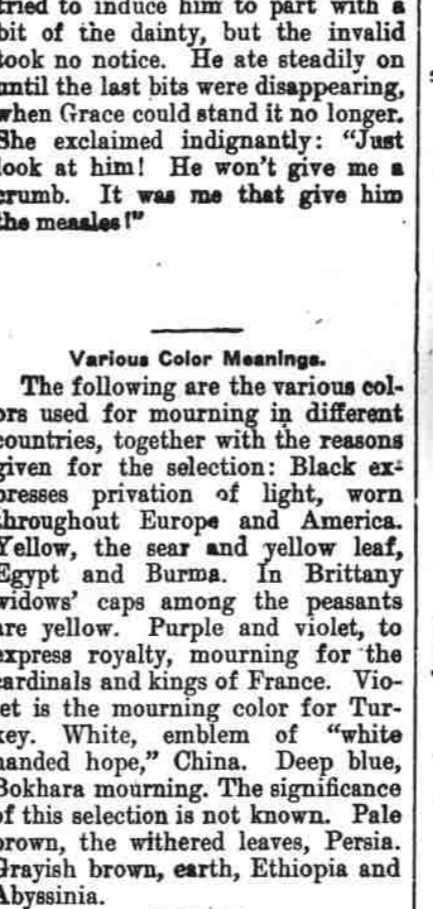 tried to induce him to part with a
bit of the dainty, but the invalid
took no notice. He ate steadily on
until the last bits were disappearing,
when Grace could stand it no longer.
She exclaimed indignantly: "Just
look at him! He won't give me a
crumb. It was me that give him
the measles!"
Various Color Meanings.
The following are the various col-
ors used for mourning in different
countries, together with the reasons
given for the selection: Black ex-
presses privation of light, worn
throughout Europe and America.
Yellow, the sear and yellow leaf,
Egypt and Burma. In Brittany
widows' caps among the peasants
are yellow. Purple and violet, to
express royalty, mourning for the
cardinals and kings of France. Vio-
let is the mourning color for Tur-
key. White, emblem of "white
handed hope," China. Deep blue,
Bokhara mourning. The significance
of this selection is not known. Pale
brown, the withered leaves, Persia.
Grayish brown, earth, Ethiopia and
Abyssinia.